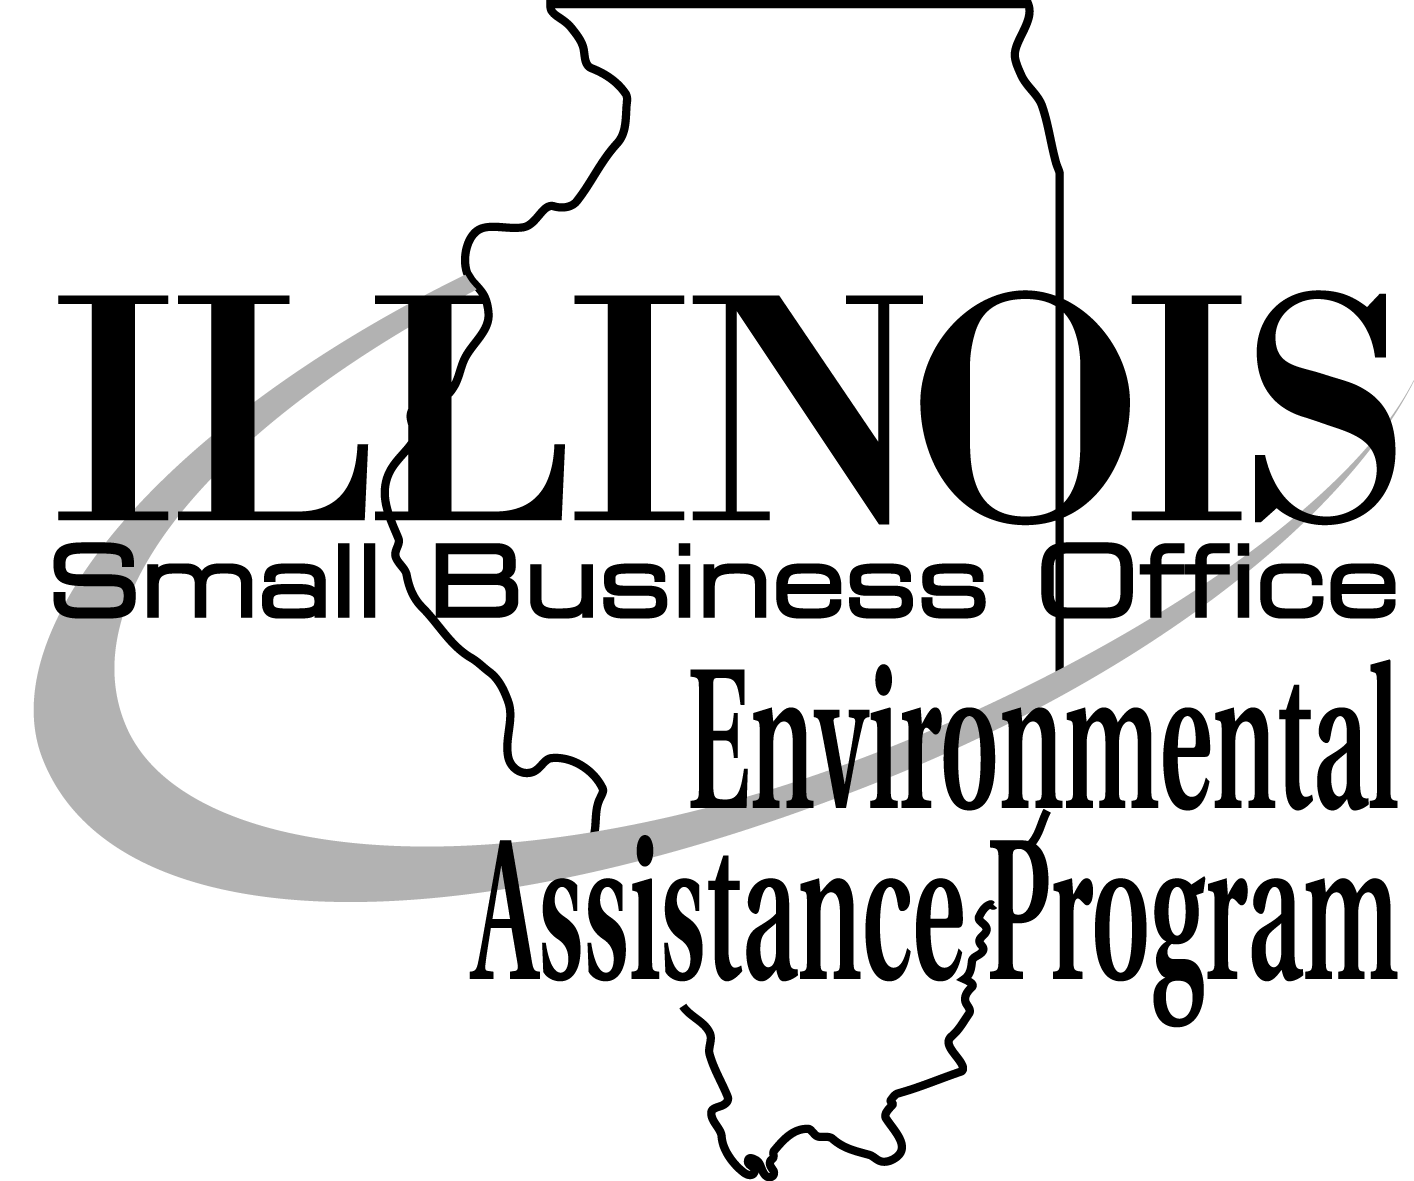 ILLINOIS
Small Business Office
Environmental
Assistance Program